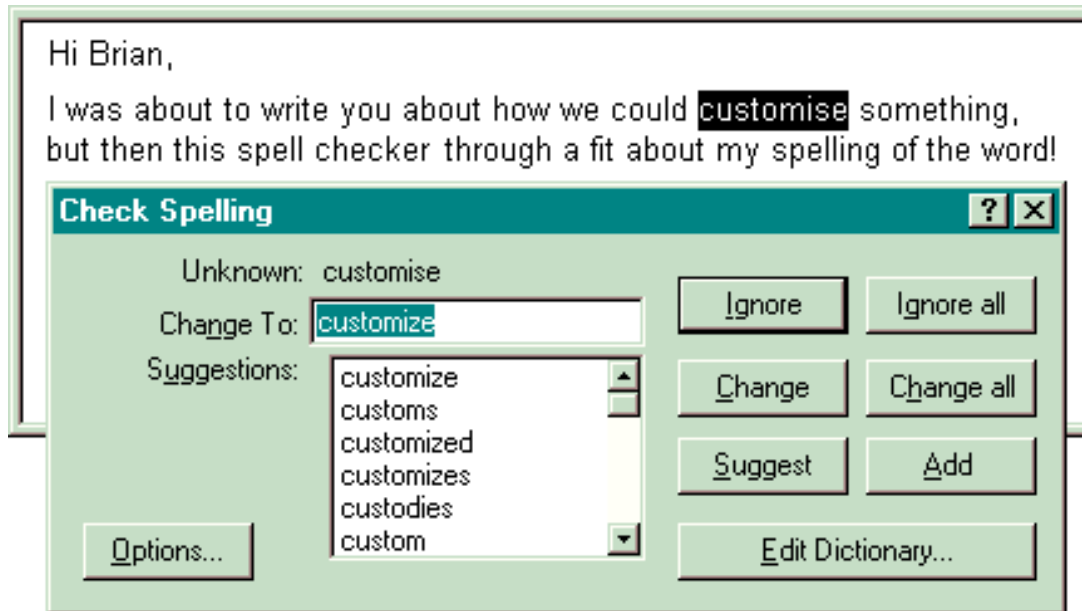 Hi Brian,
I was about to write you about how we could customise something,
but then this spell checker through a fit about my spelling of the word!
Check Spelling
?
Unknown: customise
Change To: customize
Suggestions:
customize
customs
customized
customizes
custodies
custom
Ignore
Ignore all
Change
Change all
Suggest
Add
Options...
Edit Dictionary...